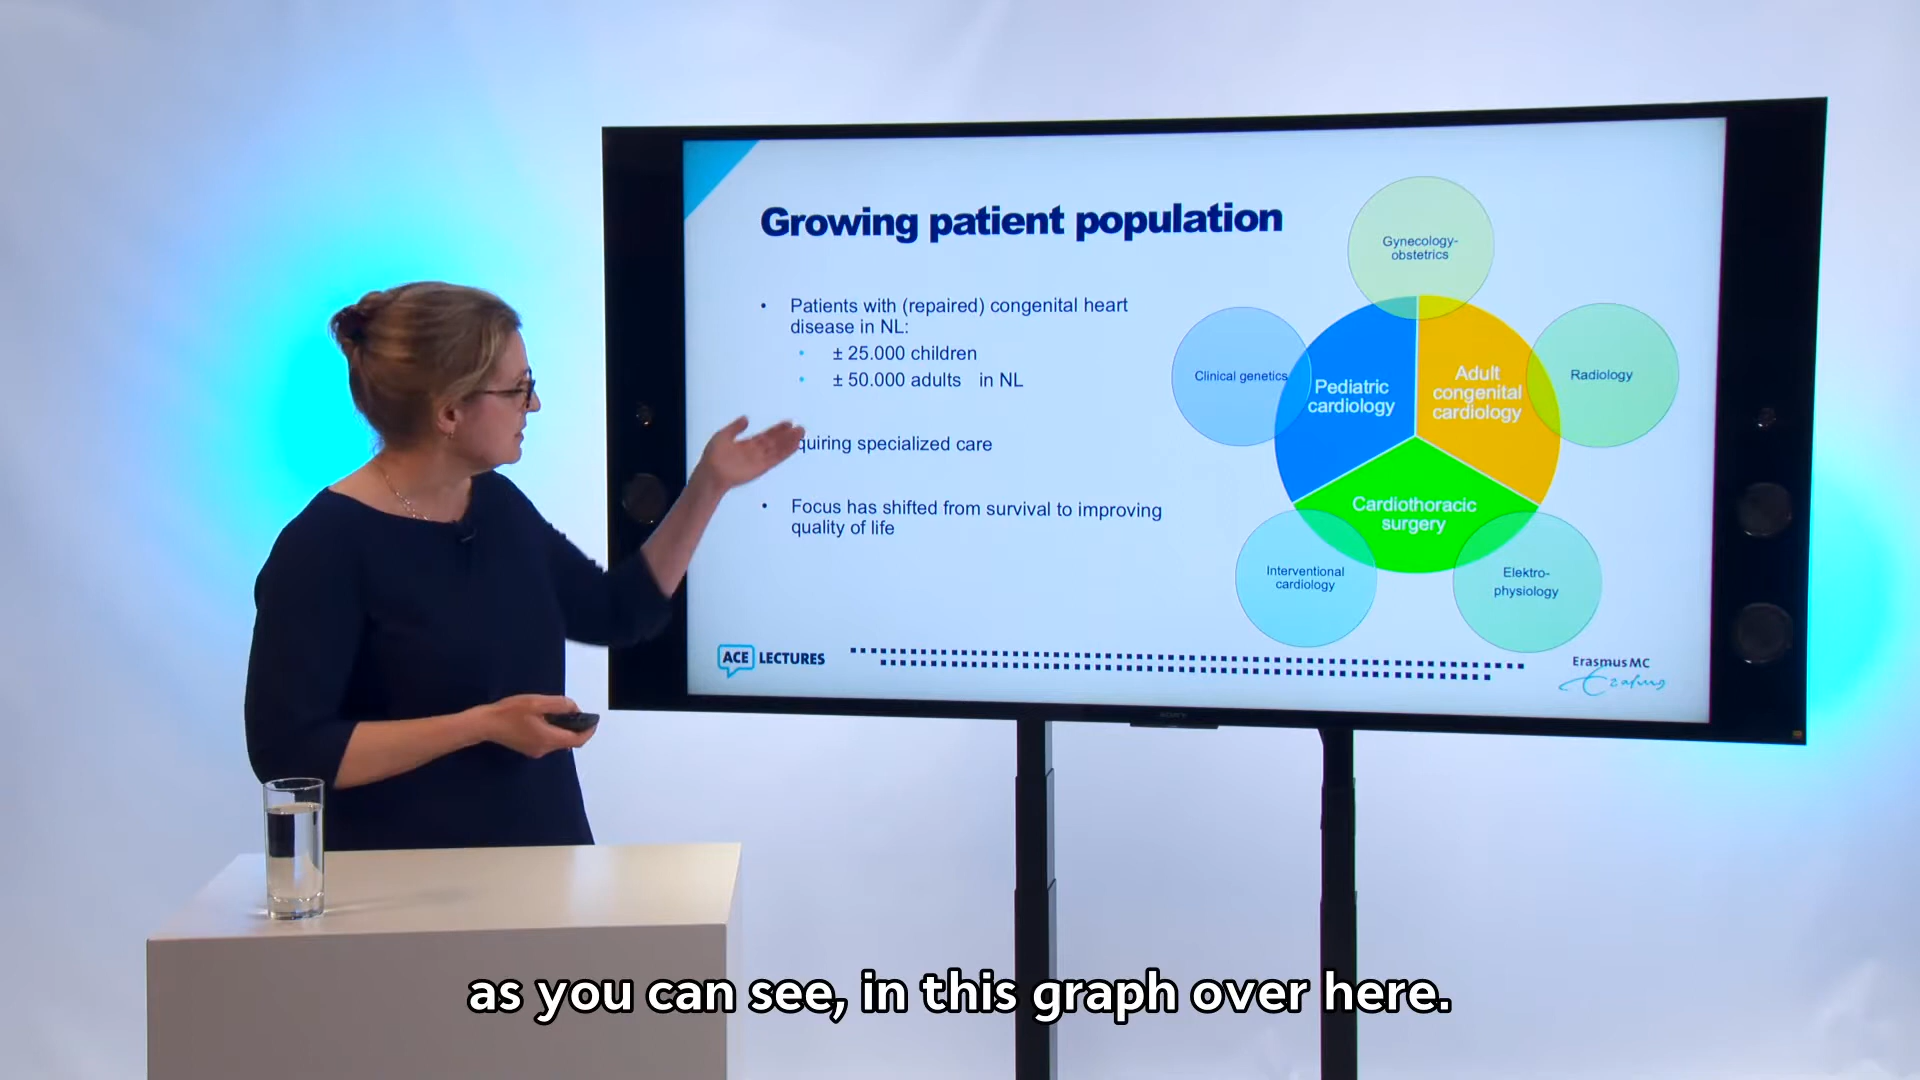 Growing patient population
• Patients with (repaired) congenital heart
disease in NL:
• ± 25.000 children
• ± 50.000 adults in NL
specialized care
• Focus has shifted from survival to improving
quality of life
Gynecology-
obstetrics
Clinical genetics
Pediatric
cardiology
Adult
congenital
cardiology
Radiology
Cardiothoracic
surgery
Interventional
cardiology
Elektro-
physiology
ACE LECTURES
Erasmus MC
Erasmus
SONY
as you can see, in this graph over here.